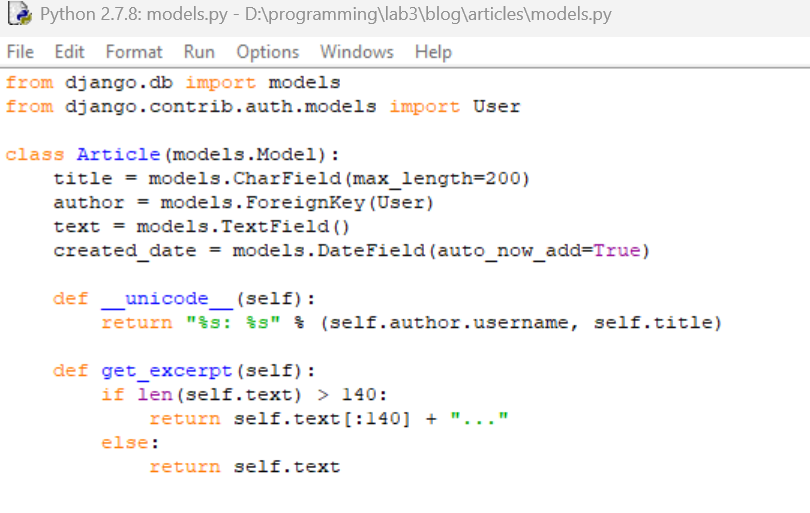 Python 2.7.8: models.py - D:\programming\lab3\blog\articles\models.py
File Edit Format Run Options Windows Help
from django.db import models
from django.contrib.auth.models import User

class Article(models.Model):
    title = models.CharField(max_length=200)
    author = models.ForeignKey(User)
    text = models.TextField()
    created_date = models.DateField(auto_now_add=True)

    def __unicode__(self):
        return "%s: %s" % (self.author.username, self.title)

    def get_excerpt(self):
        if len(self.text) > 140:
            return self.text[:140] + "..."
        else:
            return self.text